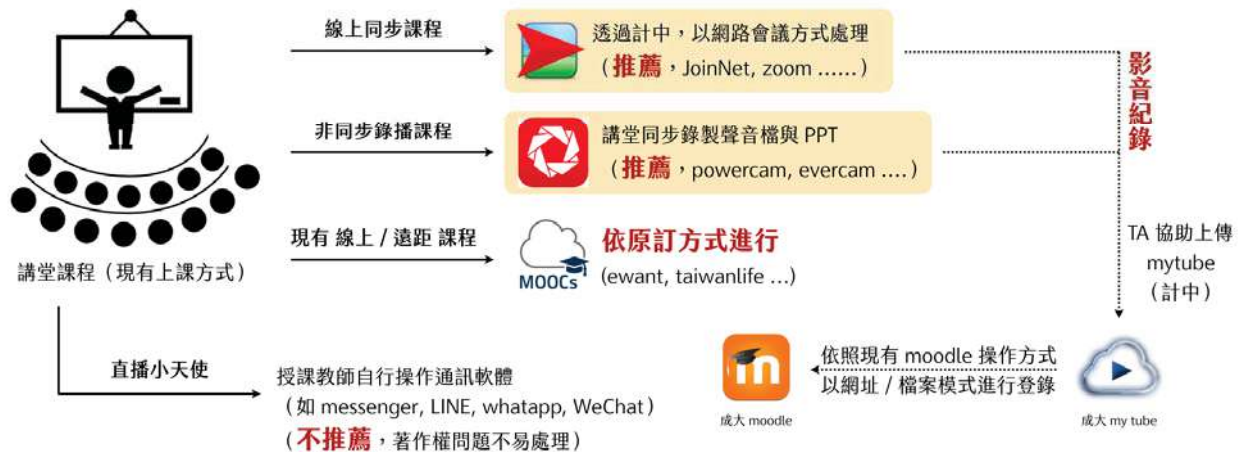 線上同步課程
透過計中，以網路會議方式處理
（推薦，JoinNet, zoom ......）
影音紀錄
非同步錄播課程
講堂同步錄製聲音檔與 PPT
（推薦，powercam, evercam ....）
現有 線上 / 遠距 課程
MOOCs
依原訂方式進行
(ewant, taiwanlife ...)
講堂課程（現有上課方式）
TA 協助上傳
mytube
（計中）
直播小天使
授課教師自行操作通訊軟體
（如 messenger, LINE, whatapp, WeChat）
（不推薦，著作權問題不易處理）
m
成大 moodle
依照現有 moodle 操作方式
以網址 / 檔案模式進行登錄
成大 my tube